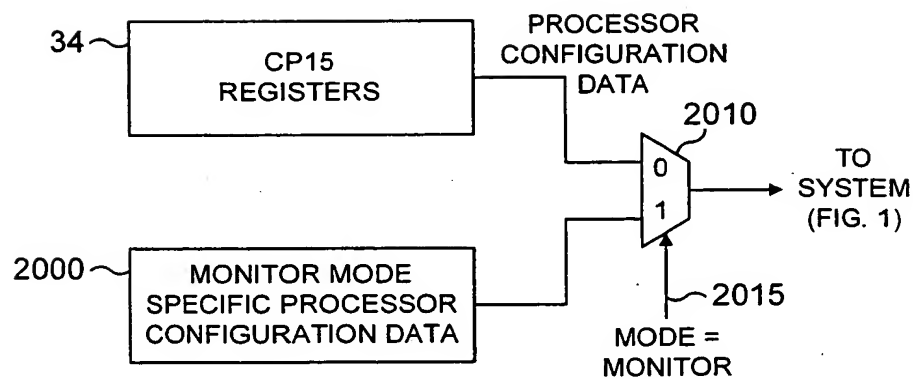 34
CP15
REGISTERS
PROCESSOR
CONFIGURATION
DATA
2010
0
1
TO
SYSTEM
(FIG. 1)
2000
MONITOR MODE
SPECIFIC PROCESSOR
CONFIGURATION DATA
2015
MODE =
MONITOR